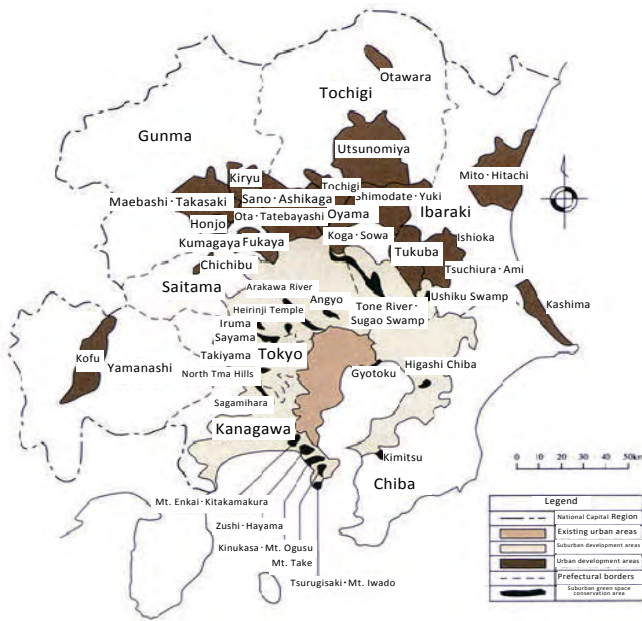 Otawara
Tochigi
Gunma
Utsunomiya
Mito・Hitachi
Kiryu
Tochigi
Maebashi・Takasaki
Sano・Ashikaga
Shimodate・Yuki
Ota・Tatebayashi
Oyama
Ibaraki
Honjo
Koga・Sowa
Ishioka
Kumagaya
Fukaya
Tukuba
Chichibu
Tsuchiura・Ami
Saitama
Arakawa River
Ushiku Swamp
Kashima
Angyo
Tone River・
Sugao Swamp
Heirinji Temple
Iruma
Sayama
Kofu
Yamanashi
Takiyama
Tokyo
Gyotoku
Higashi Chiba
North Tma Hills
Sagamihara
Kanagawa
Kimitsu
Chiba
0 10 20 30 40 50km
Mt. Enkai・Kitakamakura
Zushi・Hayama
Kinukasa・Mt. Ogusu
Mt. Take
Tsurugisaki・Mt. Iwado
Legend
National Capital Region
Existing urban areas
Suburban development areas
Urban development areas
Prefectural borders
Suburban green space
conservation area